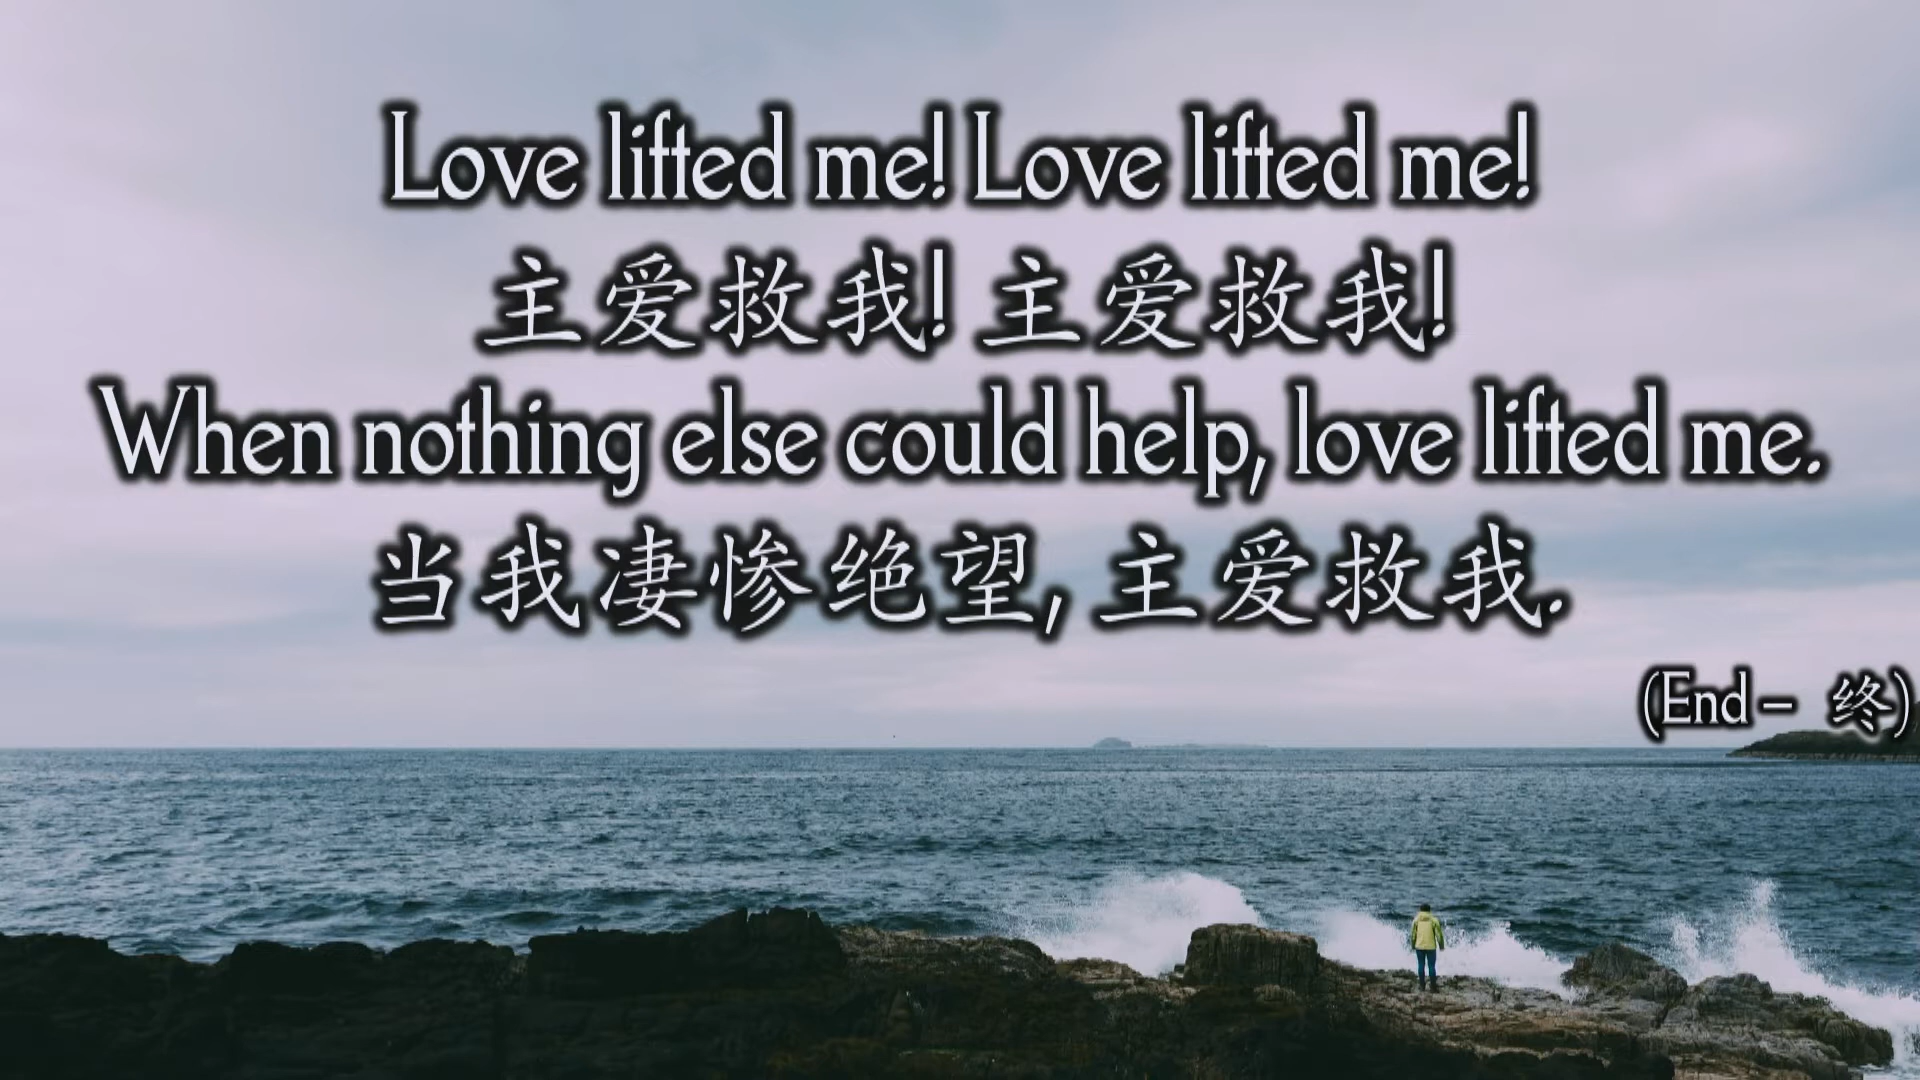 Love lifted me! Love lifted me!
主爱救我! 主爱救我!
When nothing else could help, love lifted me.
当我凄惨绝望, 主爱救我.
(End – 终)